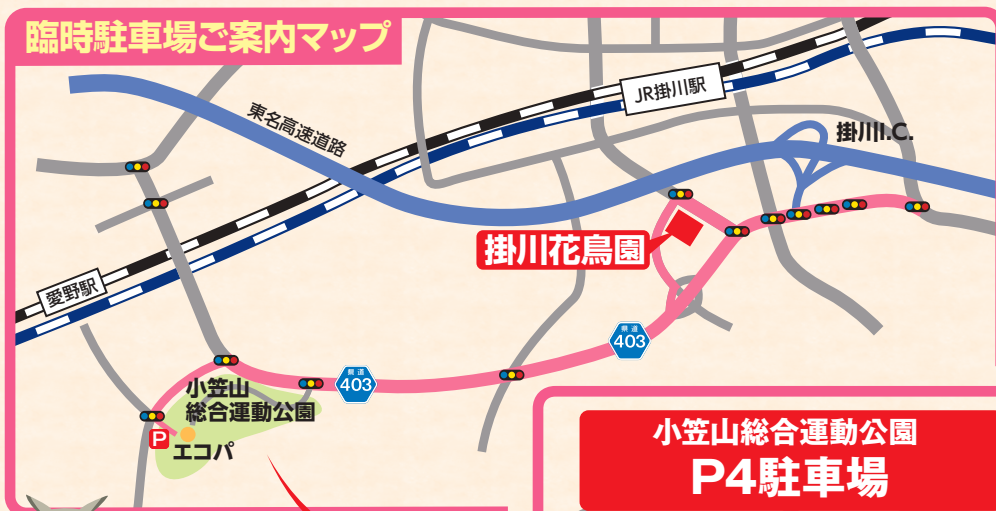 臨時駐車場ご案内マップ
東名高速道路
JR掛川駅
掛川I.C.
掛川花鳥園
愛野駅
県道
403
県道
403
小笠山
総合運動公園
P
エコパ
小笠山総合運動公園
P4駐車場